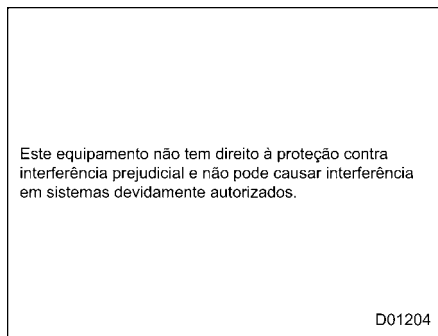 Este equipamento não tem direito à proteção contra
interferência prejudicial e não pode causar interferência
em sistemas devidamente autorizados.
D01204